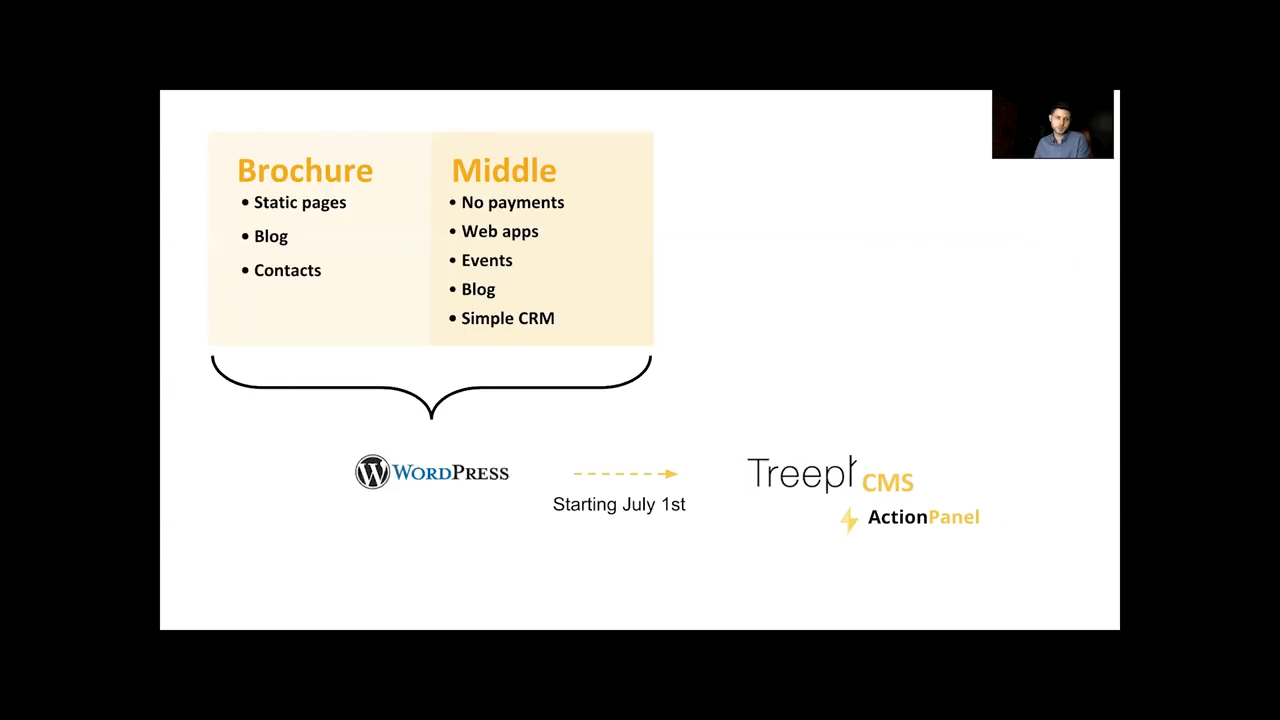 Brochure
• Static pages
• Blog
• Contacts
Middle
• No payments
• Web apps
• Events
• Blog
• Simple CRM
WORDPRESS
Starting July 1st
Treepl CMS
ActionPanel